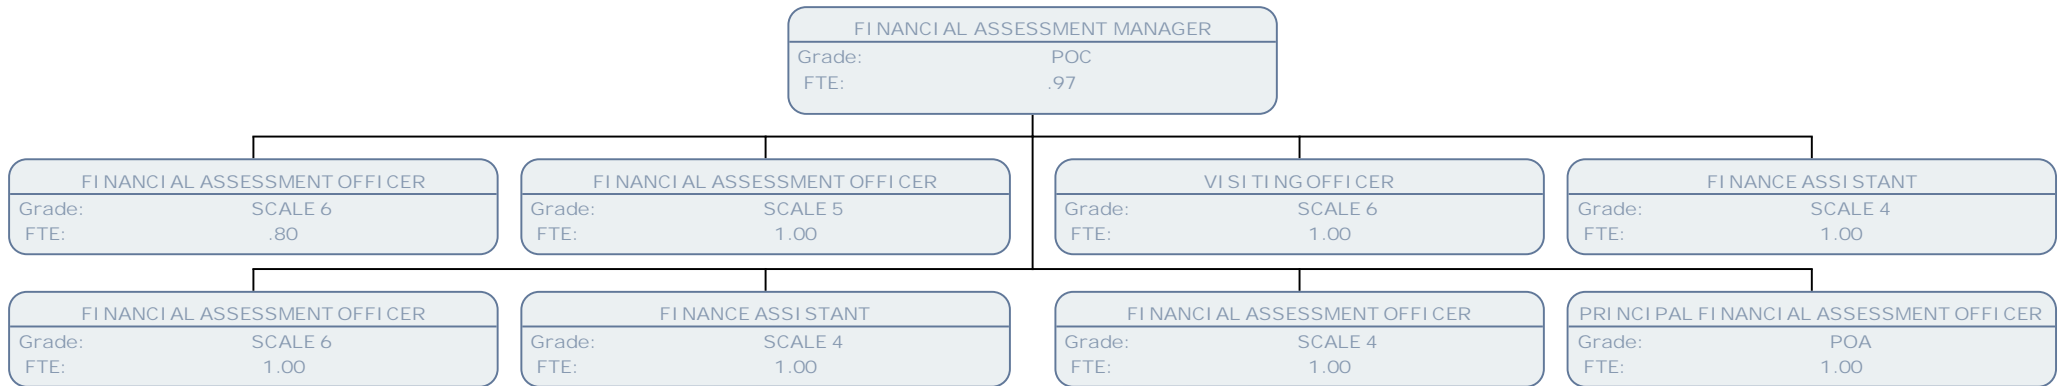 FINANCIAL ASSESSMENT MANAGER
Grade: POC
FTE: .97
FINANCIAL ASSESSMENT OFFICER
Grade: SCALE 6
FTE: .80
FINANCIAL ASSESSMENT OFFICER
Grade: SCALE 5
FTE: 1.00
VISITING OFFICER
Grade: SCALE 6
FTE: 1.00
FINANCE ASSISTANT
Grade: SCALE 4
FTE: 1.00
FINANCIAL ASSESSMENT OFFICER
Grade: SCALE 6
FTE: 1.00
FINANCE ASSISTANT
Grade: SCALE 4
FTE: 1.00
FINANCIAL ASSESSMENT OFFICER
Grade: SCALE 4
FTE: 1.00
PRINCIPAL FINANCIAL ASSESSMENT OFFICER
Grade: POA
FTE: 1.00